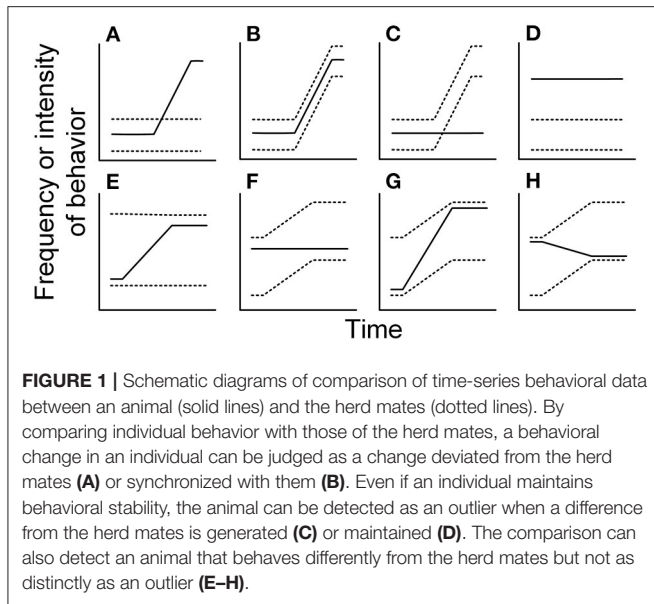 A B C D
E F G H
Frequency or intensity
of behavior
Time
FIGURE 1 | Schematic diagrams of comparison of time-series behavioral data
between an animal (solid lines) and the herd mates (dotted lines). By
comparing individual behavior with those of the herd mates, a behavioral
change in an individual can be judged as a change deviated from the herd
mates (A) or synchronized with them (B). Even if an individual maintains
behavioral stability, the animal can be detected as an outlier when a difference
from the herd mates is generated (C) or maintained (D). The comparison can
also detect an animal that behaves differently from the herd mates but not as
distinctly as an outlier (E–H).